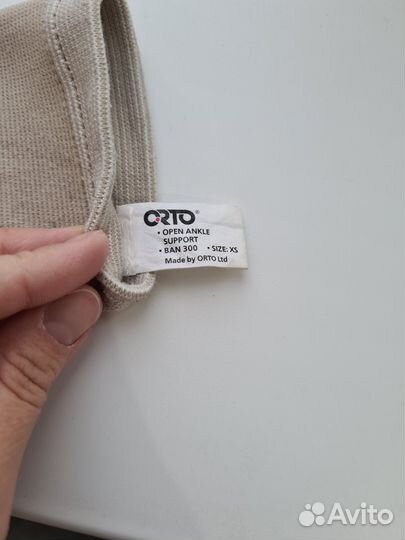 ORTO®
• OPEN ANKLE
SUPPORT
• BAN 300 • SIZE: XS
Made by ORTO Ltd
Avito